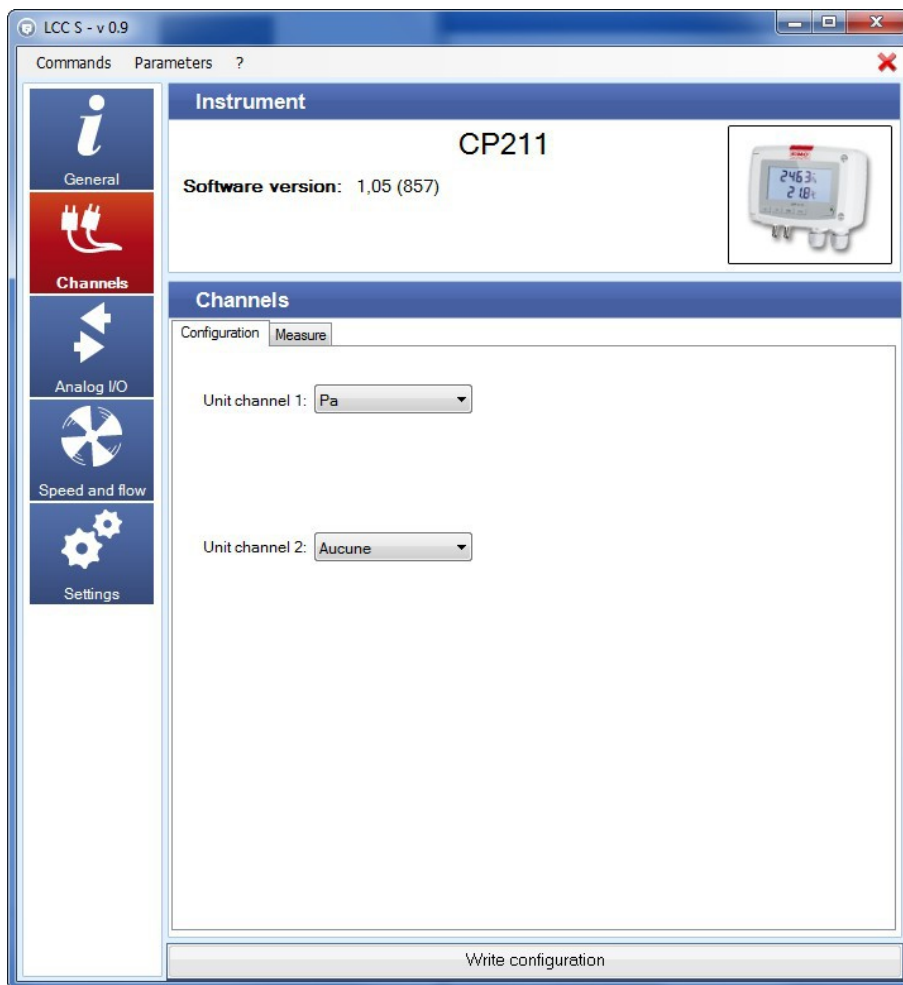 LCC S - v 0.9
Commands Parameters ?
General
Channels
Analog I/O
Speed and flow
Settings
Instrument
CP211
Software version: 1,05 (857)
KIMO
Channels
Configuration Measure
Unit channel 1: Pa
Unit channel 2: Aucune
Write configuration